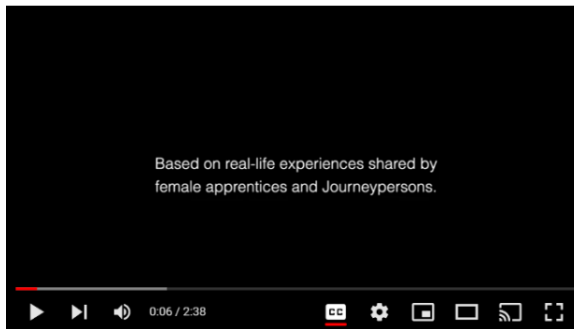 Based on real-life experiences shared by
female apprentices and Journeypersons.
0:06 / 2:38
CC